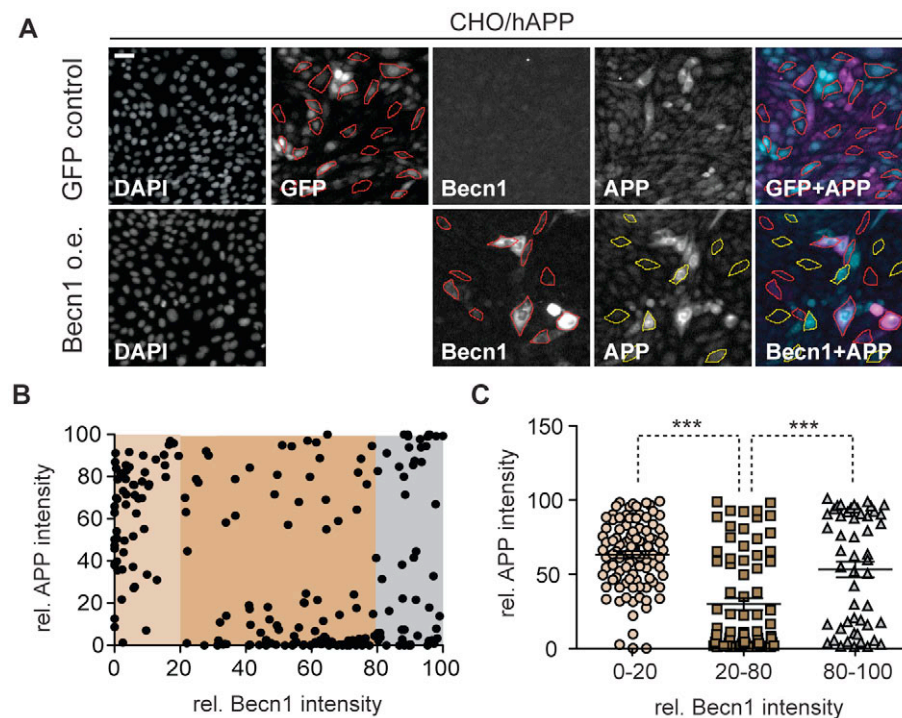 CHO/hAPP
A
GFP control
DAPI
GFP
Becn1
APP
GFP+APP
Becn1 o.e.
DAPI
Becn1
APP
Becn1+APP
B
rel. APP intensity
100
80
60
40
20
0
0 20 40 60 80 100
rel. Becn1 intensity
C
rel. APP intensity
150
100
50
0
*** ***
0-20 20-80 80-100
rel. Becn1 intensity